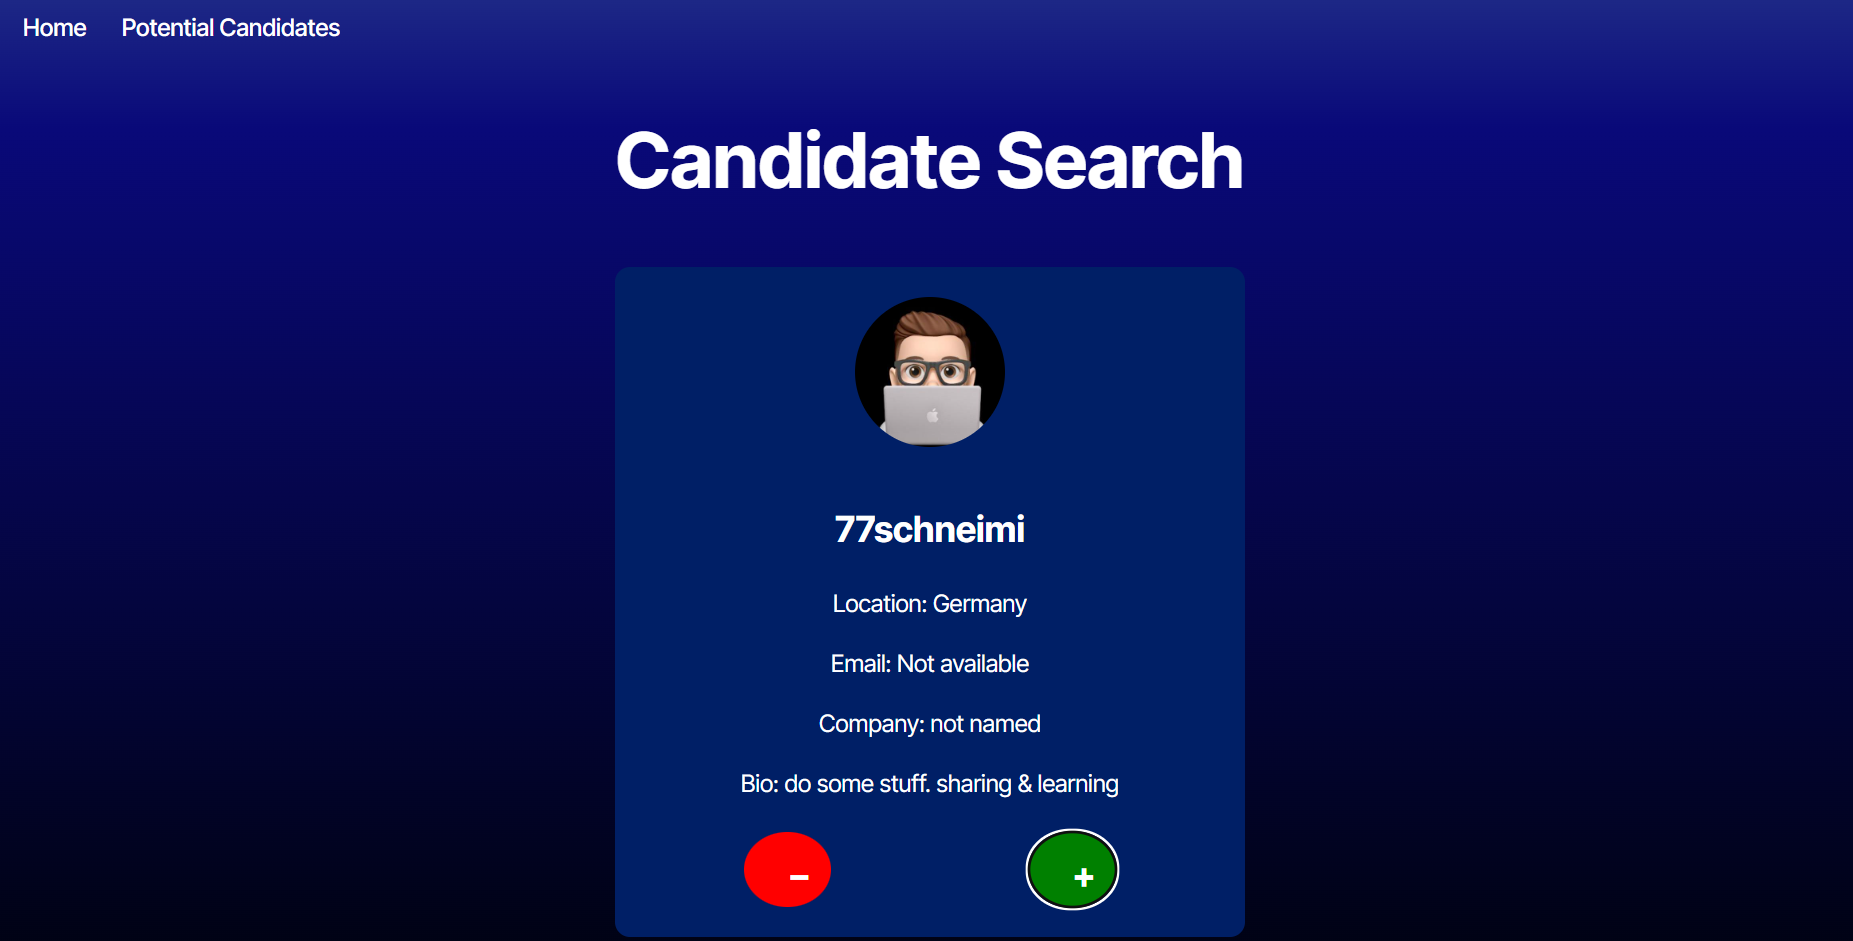 Home Potential Candidates
Candidate Search
77schneimi
Location: Germany
Email: Not available
Company: not named
Bio: do some stuff. sharing & learning
− +